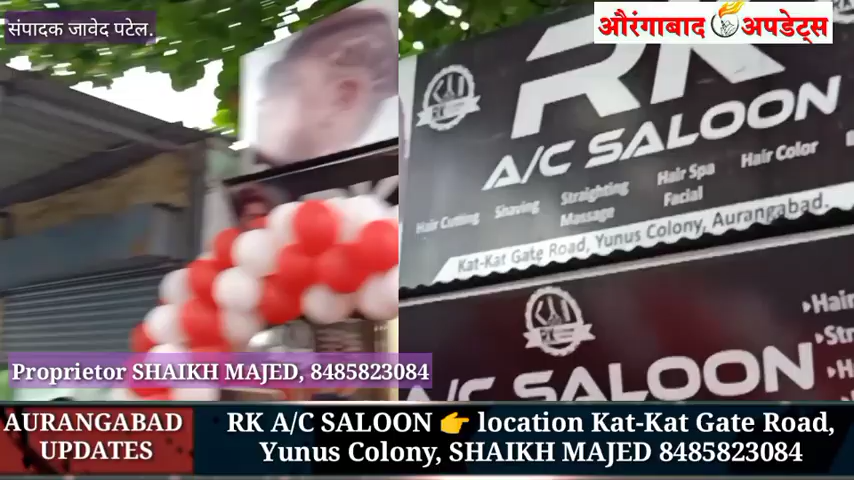 संपादक जावेद पटेल.
औरंगाबाद अपडेट्स
RK
A/C SALOON
Hair Cutting Shaving Straighting Hair Spa Hair Color
Massage Facial
Kat-Kat Gate Road, Yunus Colony, Aurangabad.
RK
A/C SALOON
Hair
Str
H
Proprietor SHAIKH MAJED, 8485823084
AURANGABAD UPDATES
RK A/C SALOON 👉 location Kat-Kat Gate Road,
Yunus Colony, SHAIKH MAJED 8485823084